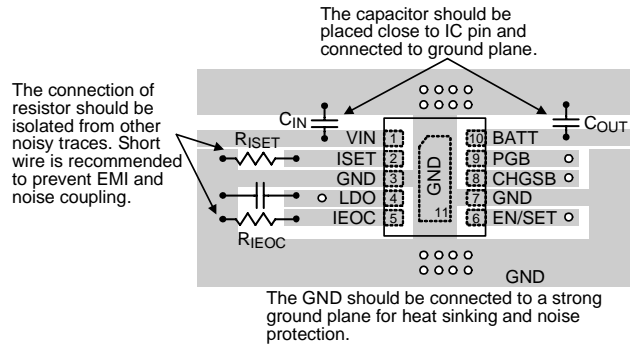 The capacitor should be
placed close to IC pin and
connected to ground plane.
The connection of
resistor should be
isolated from other
noisy traces. Short
wire is recommended
to prevent EMI and
noise coupling.
CIN
COUT
RISET
VIN 1
ISET 2
GND 3
LDO 4
IEOC 5
RIEOC
GND
11
10 BATT
9 PGB
8 CHGSB
7 GND
6 EN/SET
GND
The GND should be connected to a strong
ground plane for heat sinking and noise
protection.